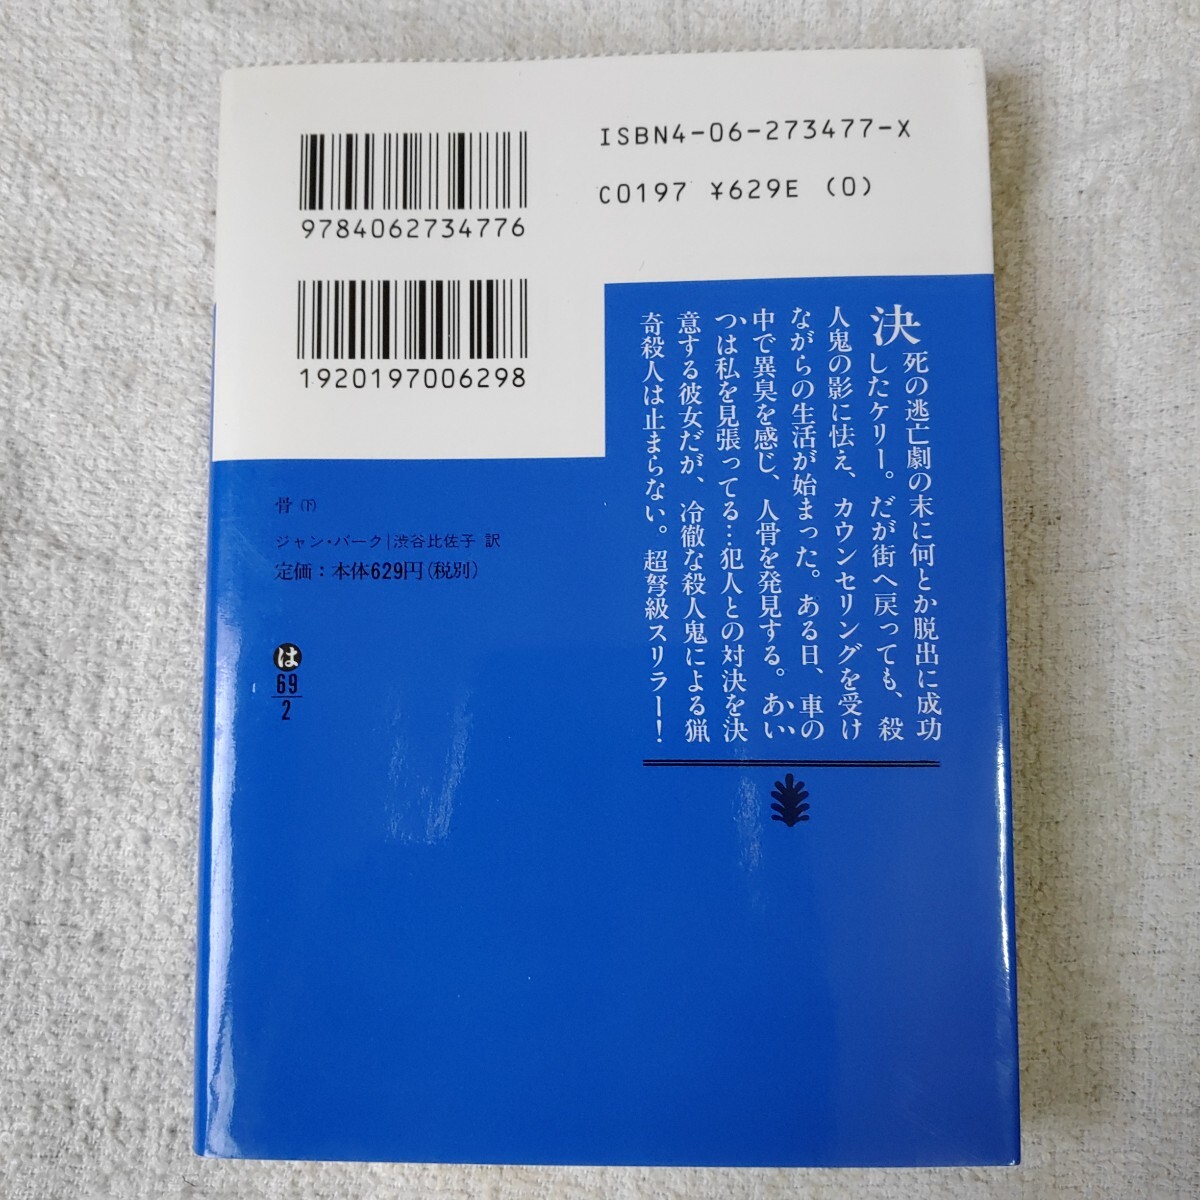 ISBN4-06-273477-X
C0197 ¥629E (0)
9784062734776
1920197006298
決死の逃亡劇の末に何とか脱出に成功
したケリー。だが街へ戻っても、殺
人鬼の影に怯え、カウンセリングを受け
ながらの生活が始まった。ある日、車の
中で異臭を感じ、人骨を発見する。あい
つは私を見張ってる…犯人との対決を決
意する彼女だが、冷徹な殺人鬼による猟
奇殺人は止まらない。超弩級スリラー！
骨（下）
ジャン・バーク|渋谷比佐子 訳
定価：本体629円（税別）
は
69
2